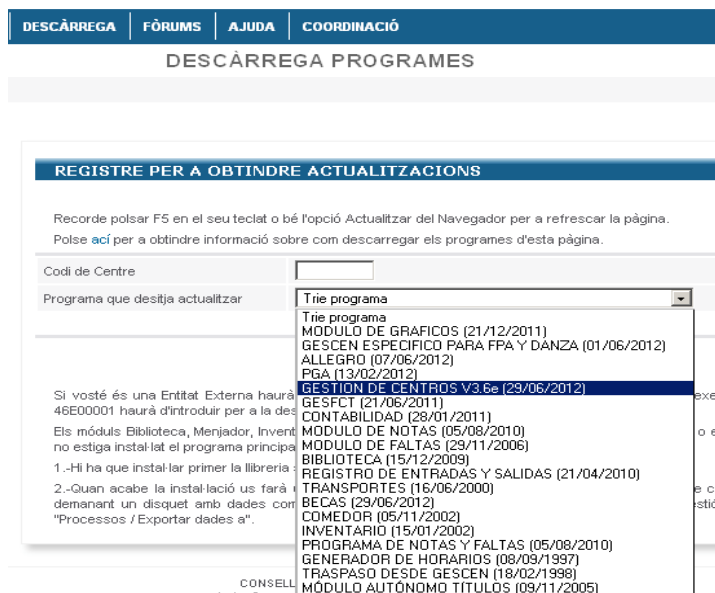 DESCÀRREGA FÒRUMS AJUDA COORDINACIÓ
DESCÀRREGA PROGRAMES
REGISTRE PER A OBTINDRE ACTUALITZACIONS
Recorde polsar F5 en el seu teclat o bé l'opció Actualitzar del Navegador per a refrescar la pàgina.
Polse ací per a obtindre informació sobre com descarregar els programes d'esta pàgina.
Codi de Centre
Programa que desitja actualitzar Trie programa
Trie programa
MODULO DE GRAFICOS (21/12/2011)
GESCEN ESPECIFICO PARA FPA Y DANZA (01/06/2012)
ALLEGRO (07/06/2012)
PGA (13/02/2012)
GESTION DE CENTROS V3.6e (29/06/2012)
GESFCT (21/06/2011)
CONTABILIDAD (28/01/2011)
MODULO DE NOTAS (05/08/2010)
MODULO DE FALTAS (29/11/2006)
BIBLIOTECA (15/12/2009)
REGISTRO DE ENTRADAS Y SALIDAS (21/04/2010)
TRANSPORTES (16/06/2000)
BECAS (29/06/2012)
COMEDOR (05/11/2002)
INVENTARIO (15/01/2002)
PROGRAMA DE NOTAS Y FALTAS (05/08/2010)
GENERADOR DE HORARIOS (08/09/1997)
TRASPASO DESDE GESCEN (18/02/1998)
MÓDULO AUTÓNOMO TÍTULOS (09/11/2005)
Si vosté és una Entitat Externa haurà
46E00001 haurà d'introduir per a la des
Els móduls Biblioteca, Menjador, Invent
no estiga instal·lat el programa principa
1.-Hi ha que instal·lar primer la llibreria
2.-Quan acabe la instal·lació us farà
demanant un disquet amb dades com
"Processos / Exportar dades a".
CONSELL